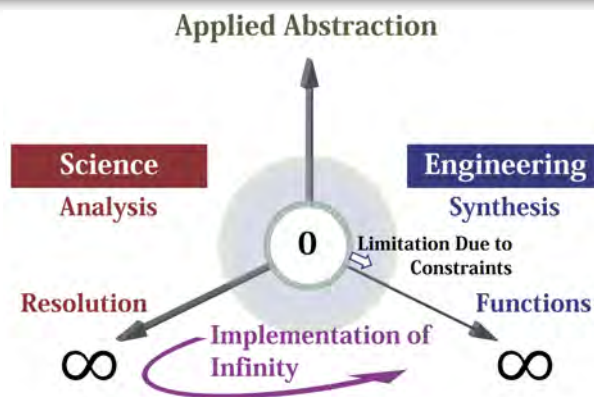 Applied Abstraction
Science
Engineering
Analysis
Synthesis
0
Limitation Due to
Constraints
Resolution
Functions
Implementation of
Infinity
∞
∞